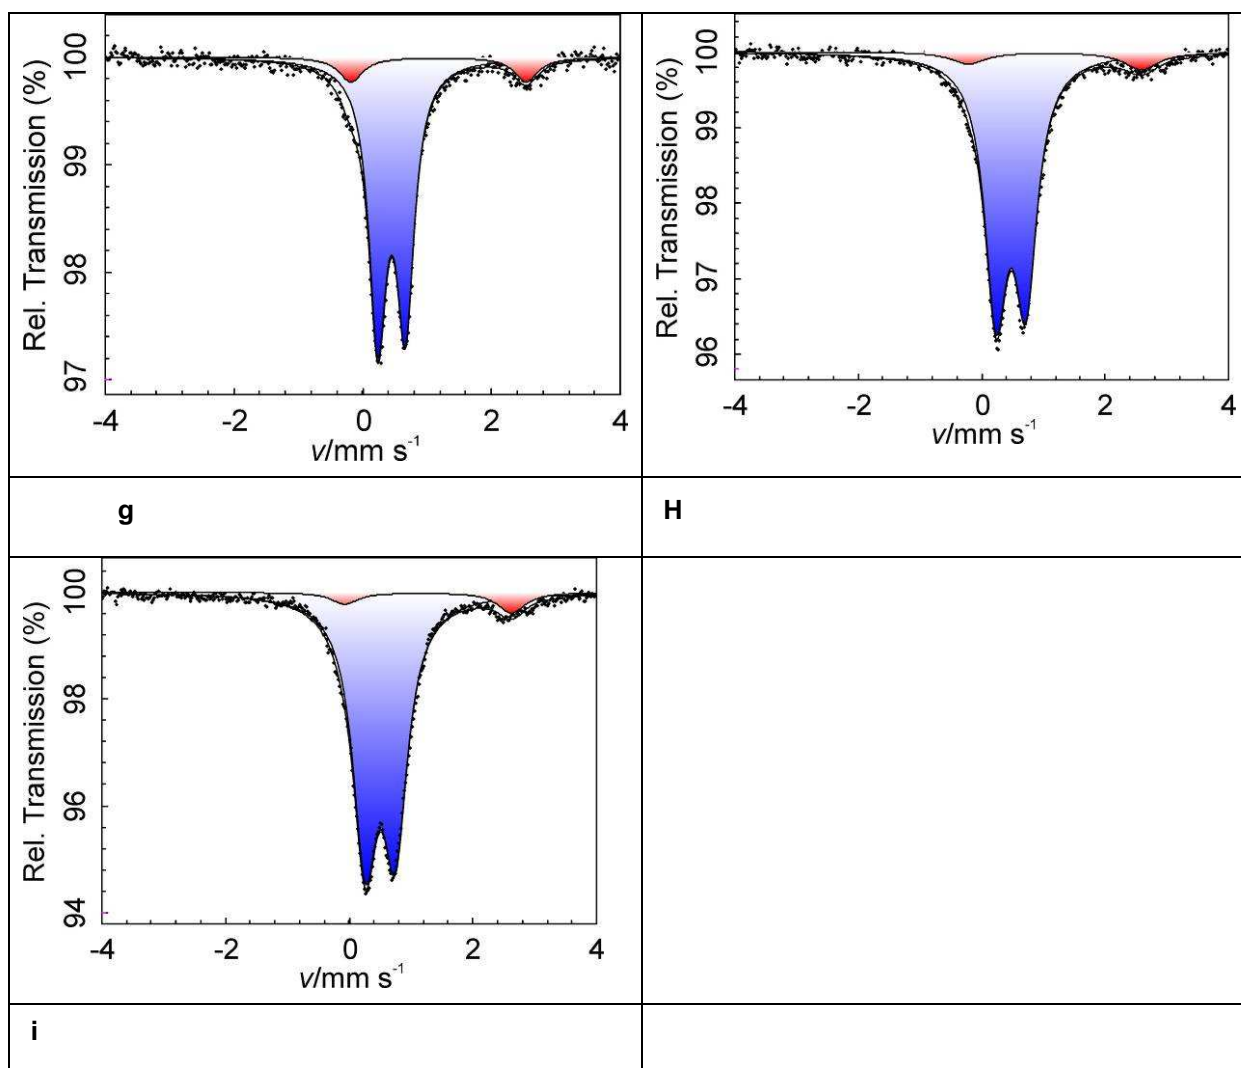 Rel. Transmission (%)
100
99
98
97
-4 -2 0 2 4
v/mm s-1
Rel. Transmission (%)
100
99
98
97
96
-4 -2 0 2 4
v/mm s-1
g
H
Rel. Transmission (%)
100
98
96
94
-4 -2 0 2 4
v/mm s-1
i